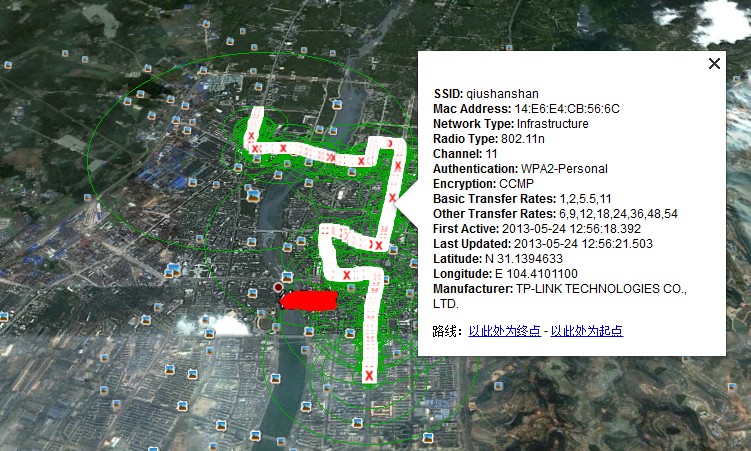 SSID: qiushanshan
Mac Address: 14:E6:E4:CB:56:6C
Network Type: Infrastructure
Radio Type: 802.11n
Channel: 11
Authentication: WPA2-Personal
Encryption: CCMP
Basic Transfer Rates: 1,2,5.5,11
Other Transfer Rates: 6,9,12,18,24,36,48,54
First Active: 2013-05-24 12:56:18.392
Last Updated: 2013-05-24 12:56:21.503
Latitude: N 31.1394633
Longitude: E 104.4101100
Manufacturer: TP-LINK TECHNOLOGIES CO.,
LTD.
路线：以此处为终点 - 以此处为起点